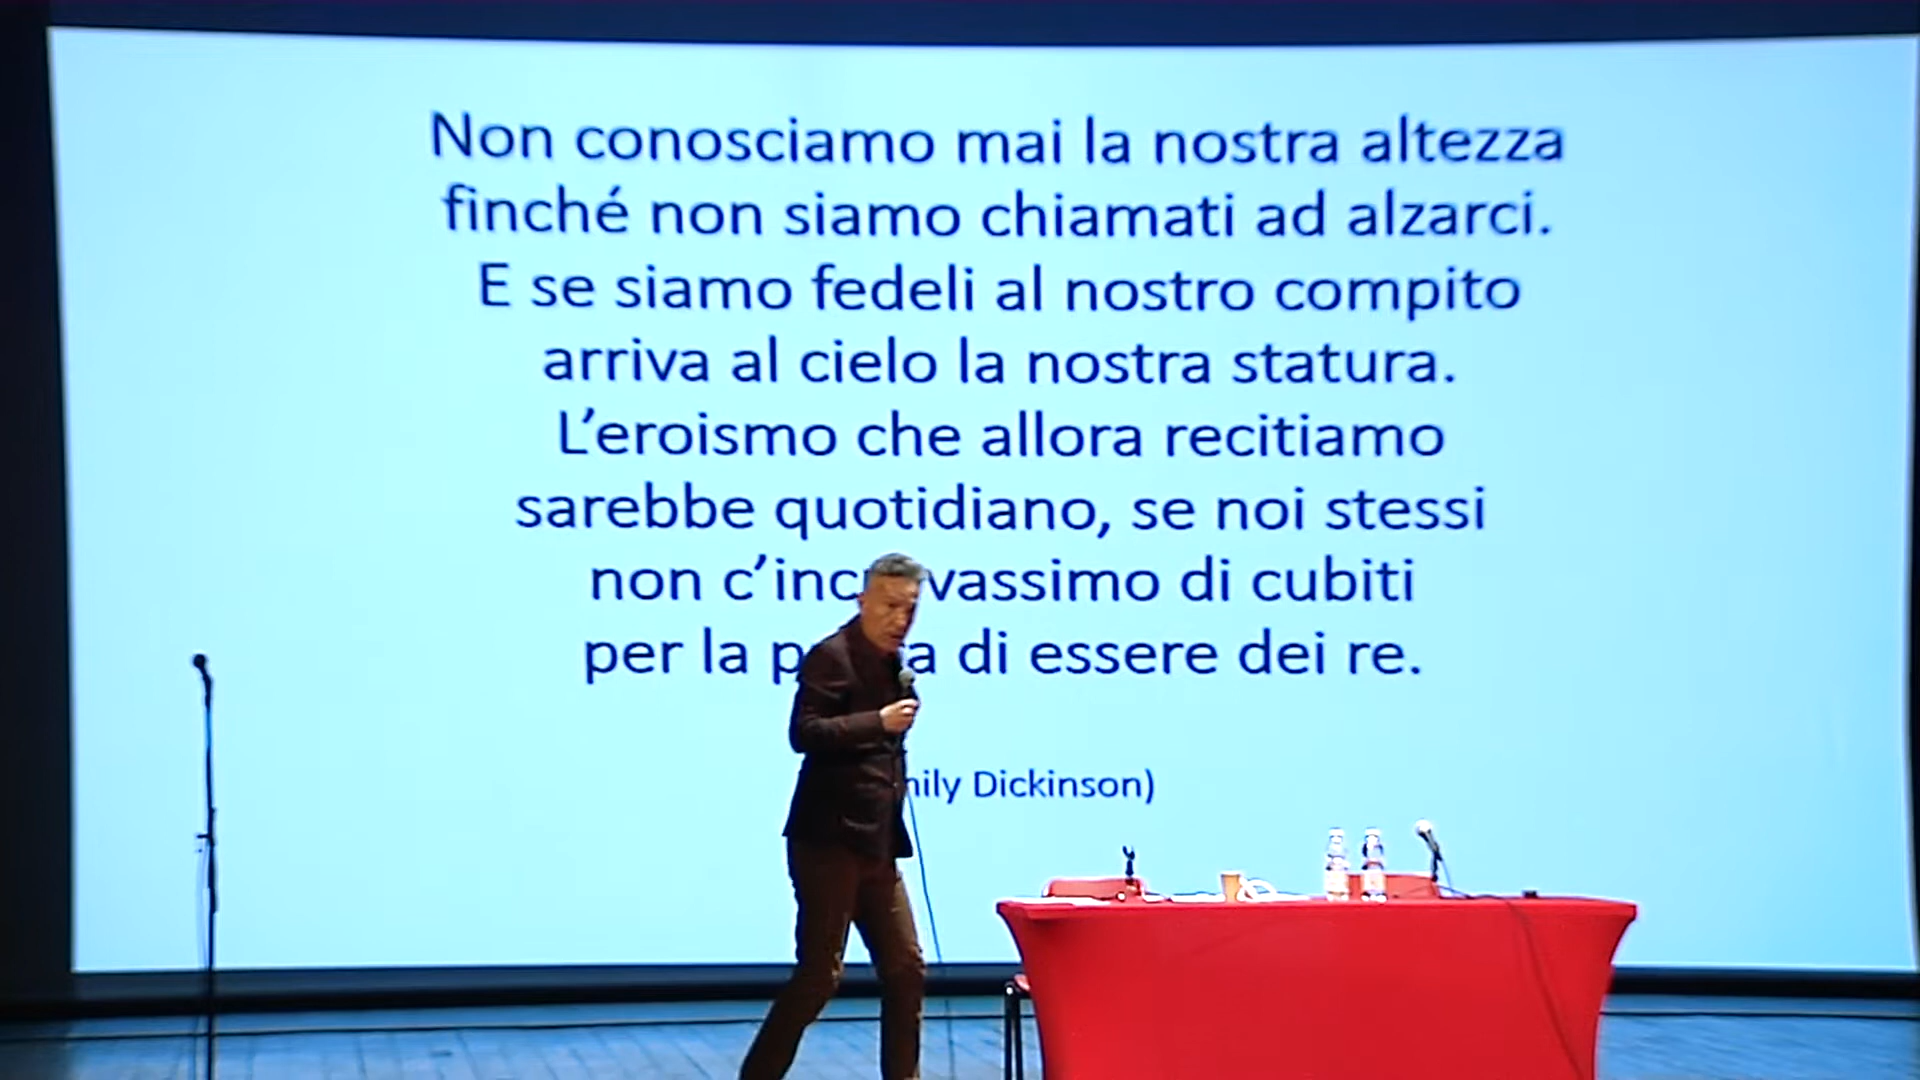 Non conosciamo mai la nostra altezza
finché non siamo chiamati ad alzarci.
E se siamo fedeli al nostro compito
arriva al cielo la nostra statura.
L’eroismo che allora recitiamo
sarebbe quotidiano, se noi stessi
non di cubiti
per la di essere dei re.
Dickinson)